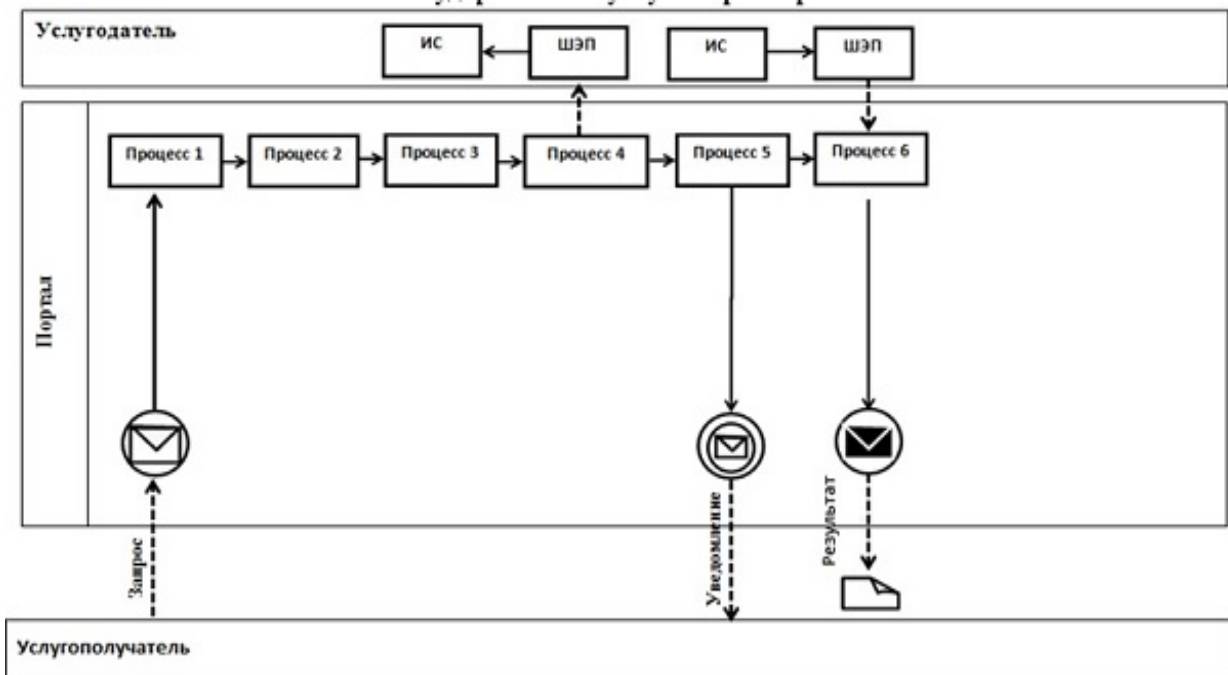 Услугодатель
ИС
ШЭП
ИС
ШЭП
Портал
Процесс 1
Процесс 2
Процесс 3
Процесс 4
Процесс 5
Процесс 6
Запрос
Уведомление
Результат
Услугополучатель